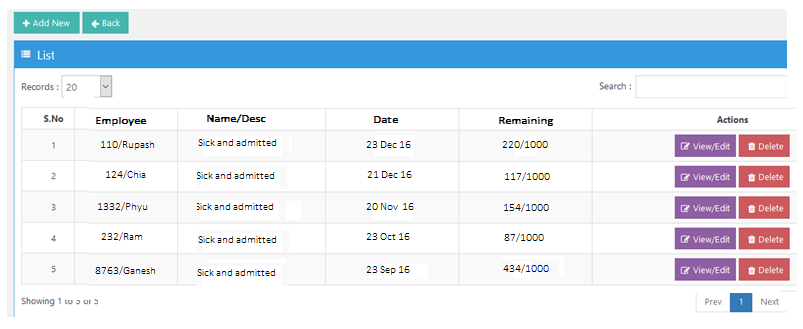 Add New Back
List
Records : 20 Search :
S.No Employee Name/Desc Date Remaining Actions
1 110/Rupash Sick and admitted 23 Dec 16 220/1000 View/Edit Delete
2 124/Chia Sick and admitted 21 Dec 16 117/1000 View/Edit Delete
3 1332/Phyu Sick and admitted 20 Nov 16 154/1000 View/Edit Delete
4 232/Ram Sick and admitted 23 Oct 16 87/1000 View/Edit Delete
5 8763/Ganesh Sick and admitted 23 Sep 16 434/1000 View/Edit Delete
Showing 1 to 5 of 5 Prev 1 Next